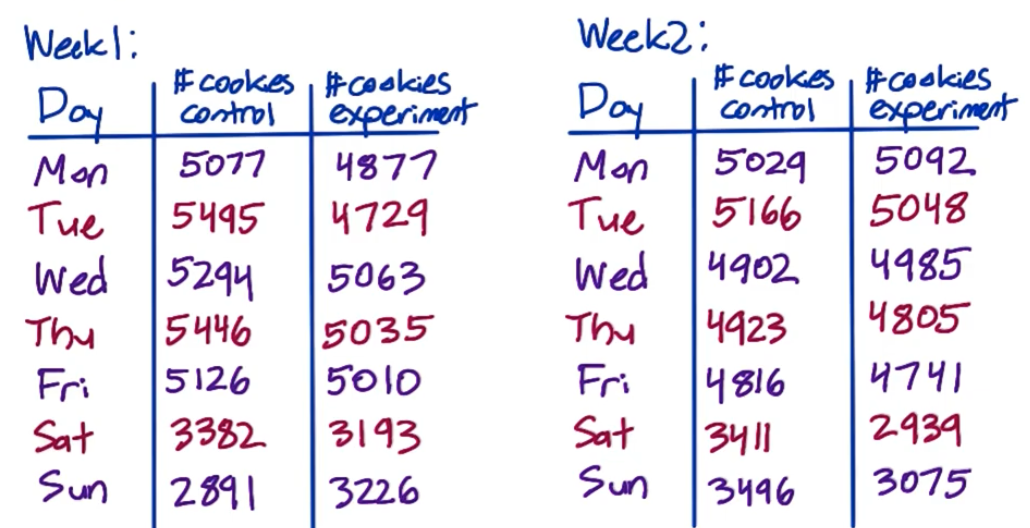 Week1:
Day #cookies control #cookies experiment
Mon 5077 4877
Tue 5495 4729
Wed 5294 5063
Thu 5446 5035
Fri 5126 5010
Sat 3382 3193
Sun 2891 3226
Week2:
Day #cookies control #cookies experiment
Mon 5029 5092
Tue 5166 5048
Wed 4902 4985
Thu 4923 4805
Fri 4816 4741
Sat 3411 2939
Sun 3496 3075